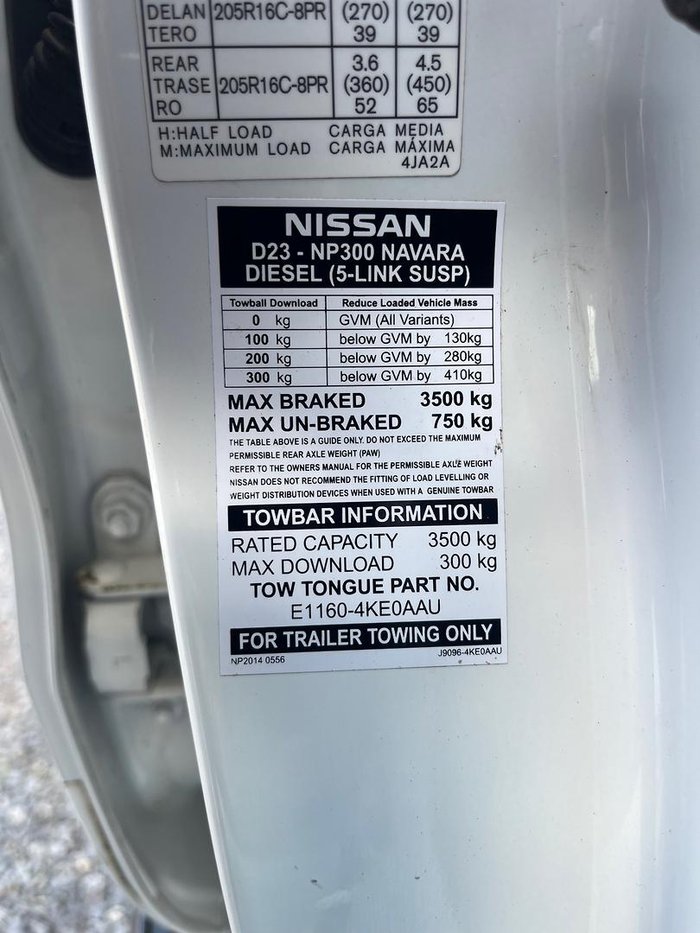 DELAN 205R16C-8PR (270) (270)
TERO 39 39
REAR 3.6 4.5
TRASE 205R16C-8PR (360) (450)
RO 52 65
H:HALF LOAD CARGA MEDIA
M:MAXIMUM LOAD CARGA MÁXIMA
4JA2A
NISSAN
D23 - NP300 NAVARA
DIESEL (5-LINK SUSP)
Towball Download Reduce Loaded Vehicle Mass
0 kg GVM (All Variants)
100 kg below GVM by 130kg
200 kg below GVM by 280kg
300 kg below GVM by 410kg
MAX BRAKED 3500 kg
MAX UN-BRAKED 750 kg
THE TABLE ABOVE IS A GUIDE ONLY. DO NOT EXCEED THE MAXIMUM
PERMISSIBLE REAR AXLE WEIGHT (PAW)
REFER TO THE OWNERS MANUAL FOR THE PERMISSIBLE AXLE WEIGHT
NISSAN DOES NOT RECOMMEND THE FITTING OF LOAD LEVELLING OR
WEIGHT DISTRIBUTION DEVICES WHEN USED WITH A GENUINE TOWBAR
TOWBAR INFORMATION
RATED CAPACITY 3500 kg
MAX DOWNLOAD 300 kg
TOW TONGUE PART NO.
E1160-4KE0AAU
FOR TRAILER TOWING ONLY
NP2014 0556 J9096-4KE0AAU